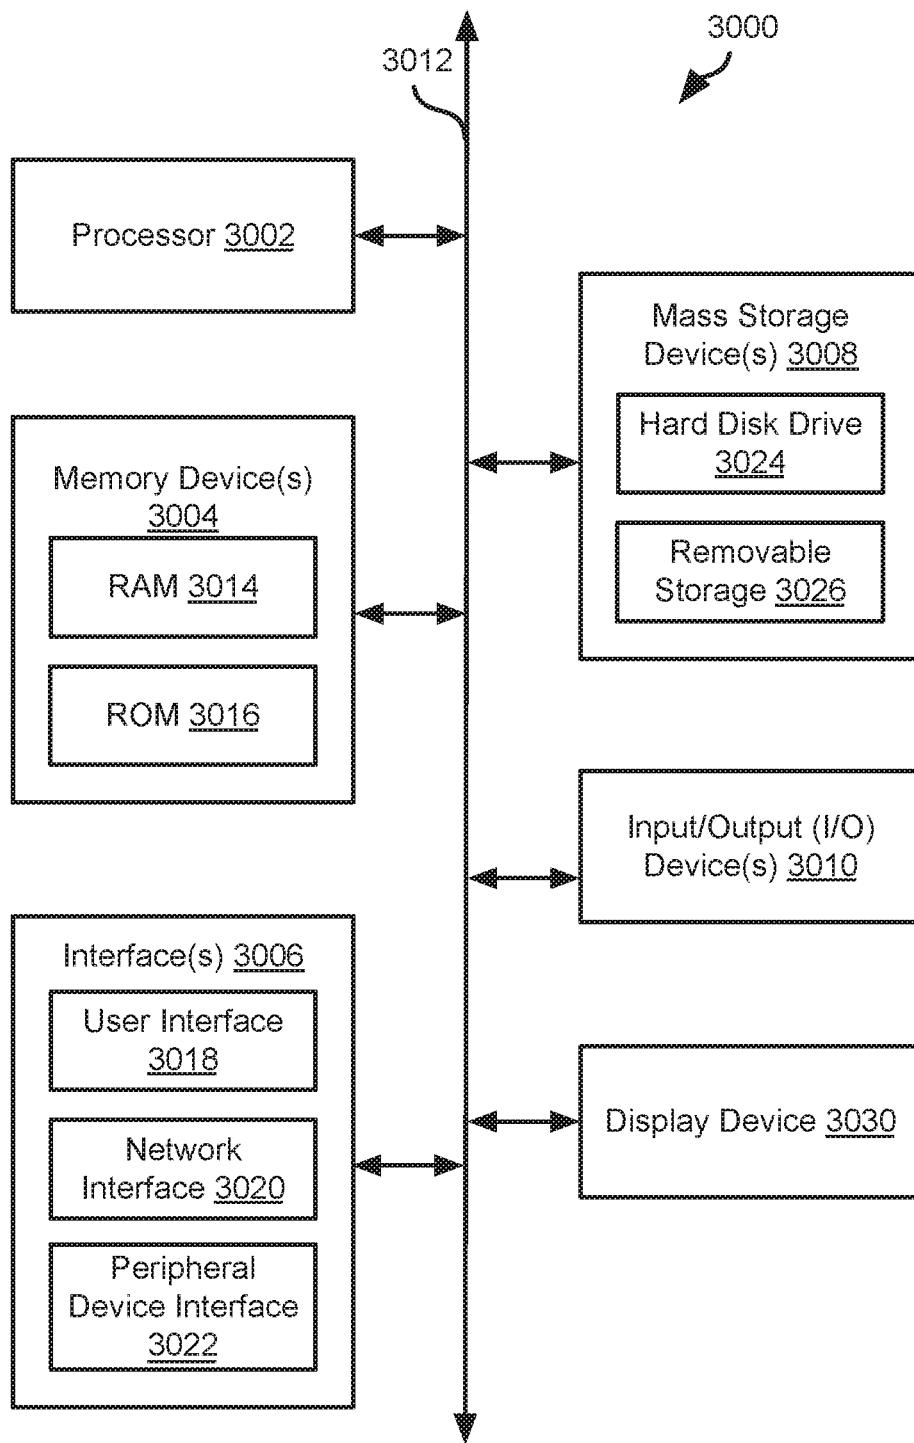 3000
3012
Processor 3002
Mass Storage
Device(s) 3008
Hard Disk Drive
3024
Removable
Storage 3026
Memory Device(s)
3004
RAM 3014
ROM 3016
Input/Output (I/O)
Device(s) 3010
Interface(s) 3006
User Interface
3018
Network
Interface 3020
Peripheral
Device Interface
3022
Display Device 3030